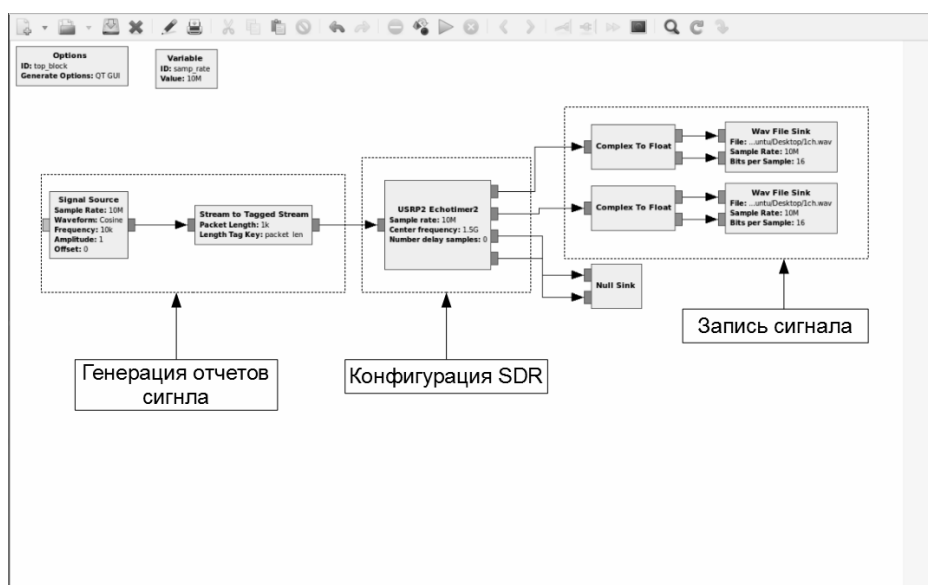 Options
ID: top_block
Generate Options: QT GUI
Variable
ID: samp_rate
Value: 10M
Signal Source
Sample Rate: 10M
Waveform: Cosine
Frequency: 10k
Amplitude: 1
Offset: 0
Stream to Tagged Stream
Packet Length: 1k
Length Tag Key: packet_len
USRP2 Echotimer2
Sample rate: 10M
Center frequency: 1.5G
Number delay samples: 0
Complex To Float
Wav File Sink
File: ...untu/Desktop/1ch.wav
Sample Rate: 10M
Bits per Sample: 16
Complex To Float
Wav File Sink
File: ...untu/Desktop/1ch.wav
Sample Rate: 10M
Bits per Sample: 16
Null Sink
Генерация отчетов
сигнла
Конфигурация SDR
Запись сигнала